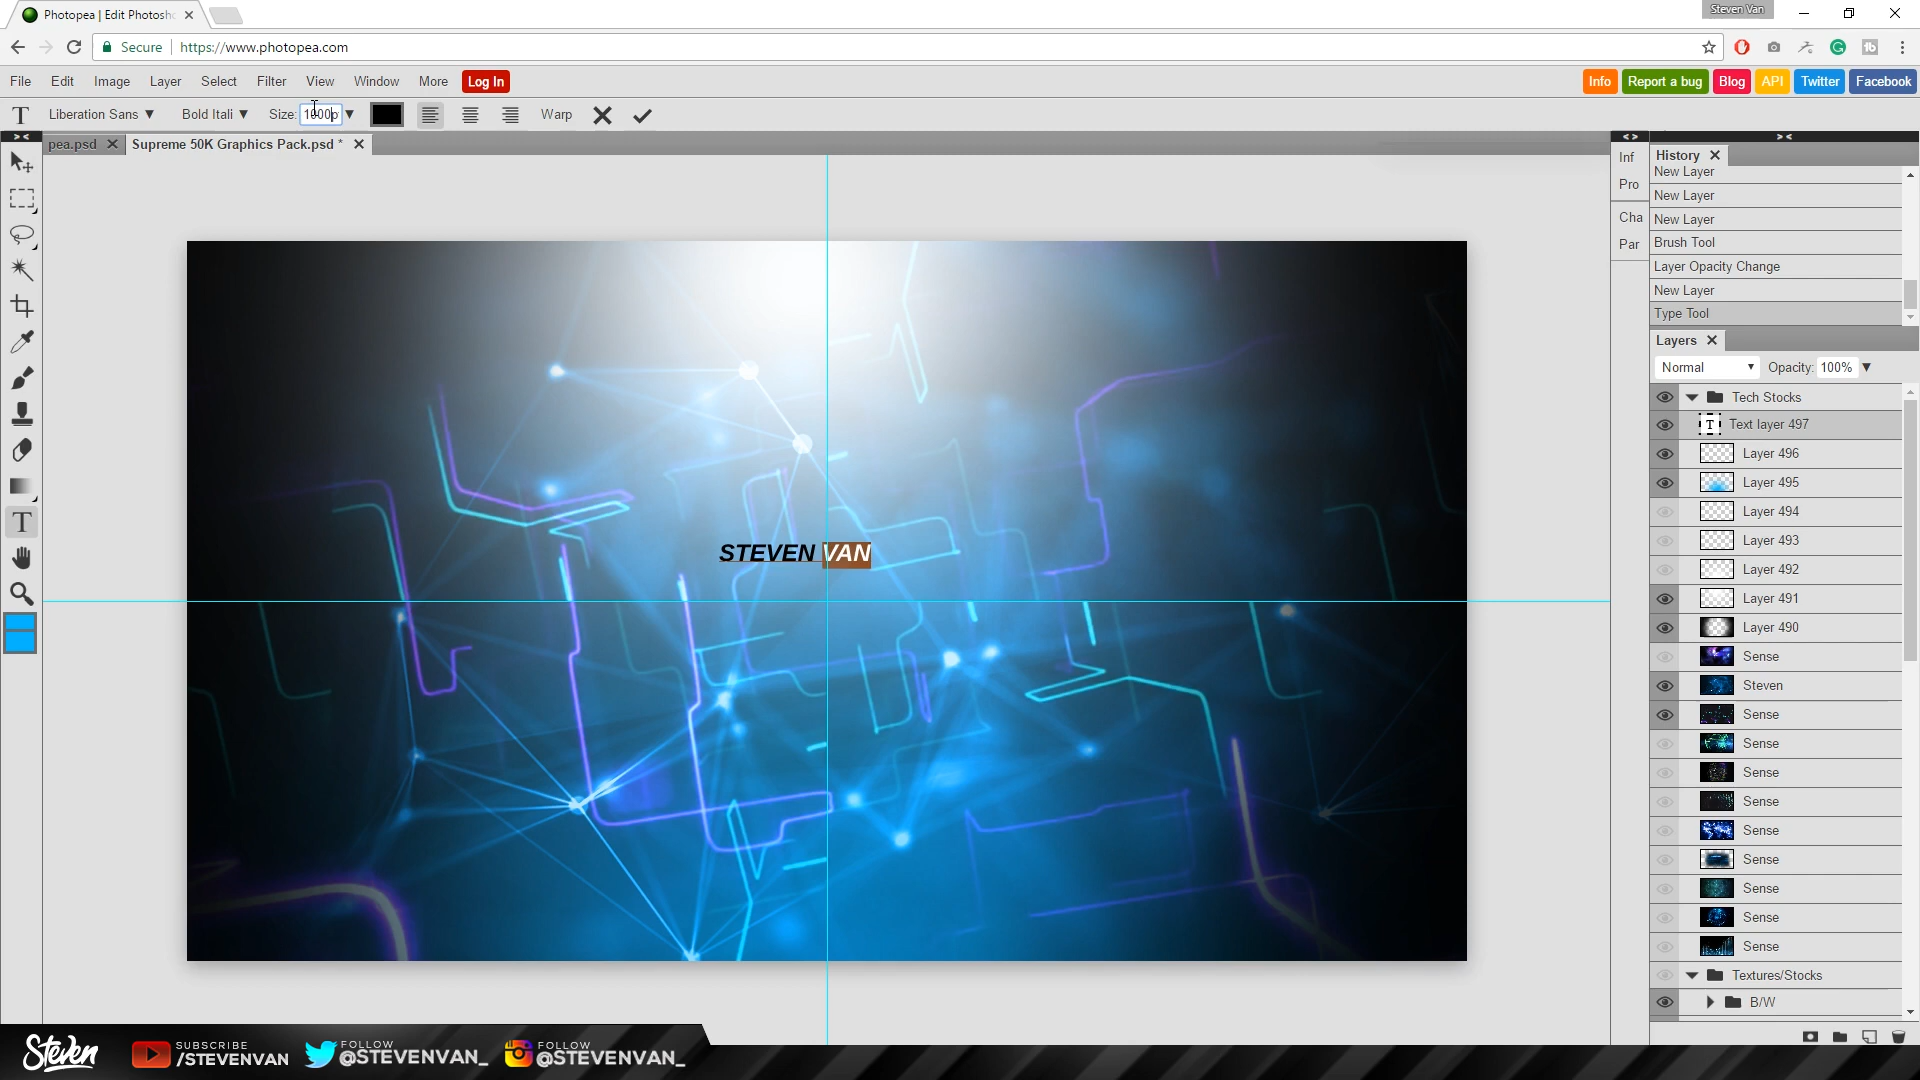 Photopea | Edit Photosh
Steven Van
Secure
https://www.photopea.com
File Edit Image Layer Select Filter View Window More Log In
Info Report a bug Blog API Twitter Facebook
T Liberation Sans ▼ Bold Itali ▼ Size: ▼ Warp
pea.psd
Supreme 50K Graphics Pack.psd *
Inf
Pro
Cha
Par
History
New Layer
New Layer
New Layer
Brush Tool
Layer Opacity Change
New Layer
Type Tool
Layers
Normal Opacity: 100%
Tech Stocks
T Text layer 497
Layer 496
Layer 495
Layer 494
Layer 493
Layer 492
Layer 491
Layer 490
Sense
Steven
Sense
Sense
Sense
Sense
Sense
Sense
Sense
Sense
Sense
Textures/Stocks
B/W
T
STEVEN VAN
Steven
SUBSCRIBE
/STEVENVAN
FOLLOW
@STEVENVAN_
FOLLOW
@STEVENVAN_